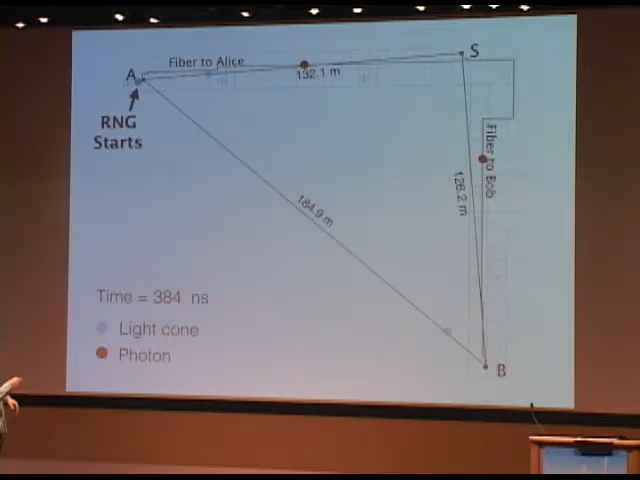 Fiber to Alice
S
A
132.1 m
RNG
Starts
Fiber to Bob
126.2 m
184.9 m
Time = 384 ns
Light cone
Photon
B